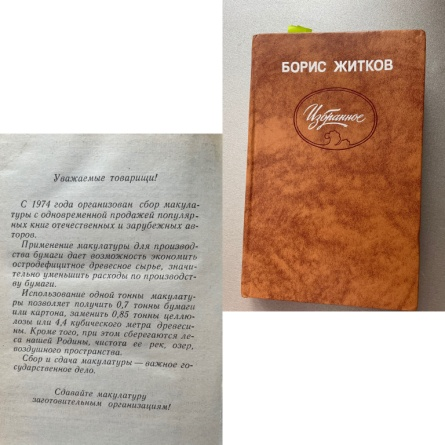 БОРИС ЖИТКОВ
Избранное
Уважаемые товарищи!
С 1974 года организован сбор макула-
туры с одновременной продажей популяр-
ных книг отечественных и зарубежных ав-
торов.
Применение макулатуры для производ-
ства бумаги дает возможность экономить
остродефицитное древесное сырье, значи-
тельно уменьшить расходы по производст-
ву бумаги.
Использование одной тонны макулату-
ры позволяет получить 0,7 тонны бумаги
или картона, заменить 0,85 тонны целлю-
лозы или 4,4 кубического метра древеси-
ны. Кроме того, при этом сберегаются ле-
са нашей Родины, чистота ее рек, озер,
воздушного пространства.
Сбор и сдача макулатуры — важное го-
сударственное дело.
Сдавайте макулатуру
заготовительным организациям!